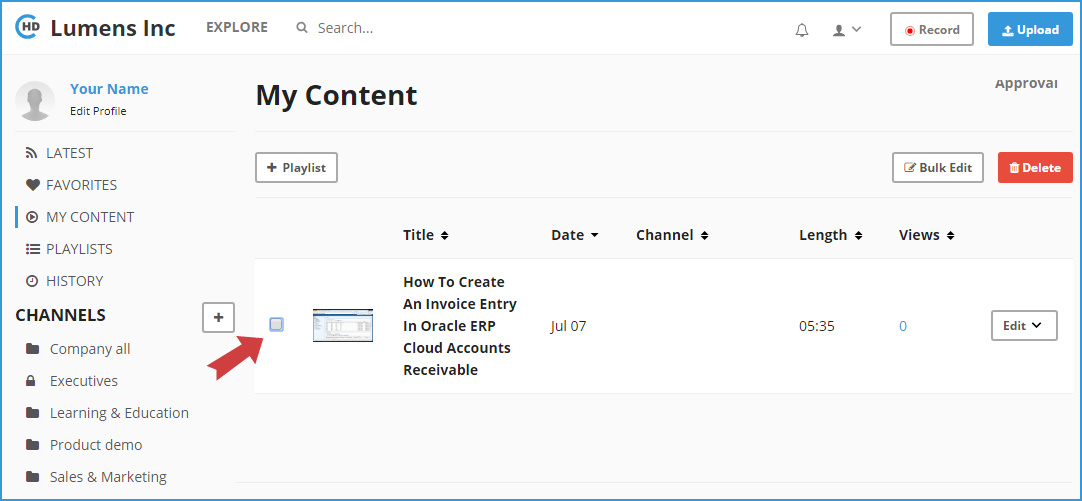 HD Lumens Inc EXPLORE Search... Record Upload
Your Name
Edit Profile
LATEST
FAVORITES
MY CONTENT
PLAYLISTS
HISTORY
CHANNELS +
Company all
Executives
Learning & Education
Product demo
Sales & Marketing
My Content
Approval
+ Playlist Bulk Edit Delete
Title Date Channel Length Views
How To Create
An Invoice Entry
In Oracle ERP
Cloud Accounts
Receivable
Jul 07 05:35 0 Edit